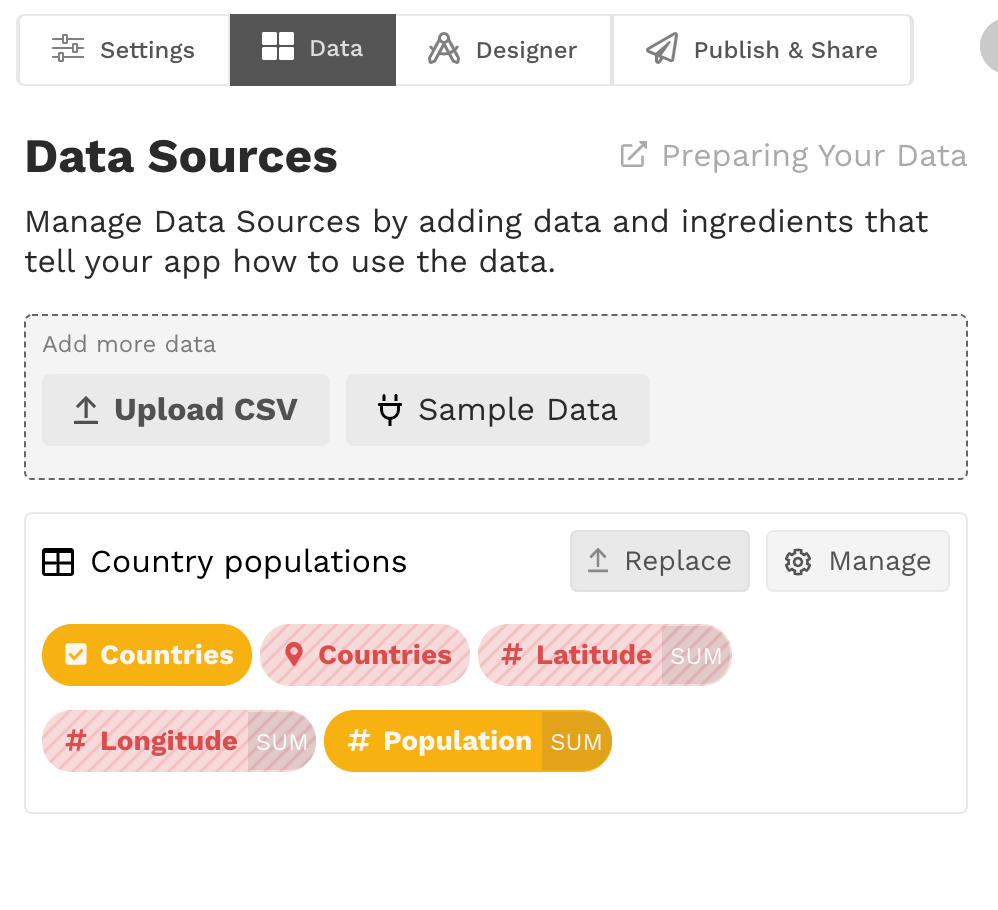 Settings Data Designer Publish & Share
Data Sources
Preparing Your Data
Manage Data Sources by adding data and ingredients that
tell your app how to use the data.
Add more data
Upload CSV Sample Data
Country populations Replace Manage
Countries Countries # Latitude SUM
# Longitude SUM # Population SUM